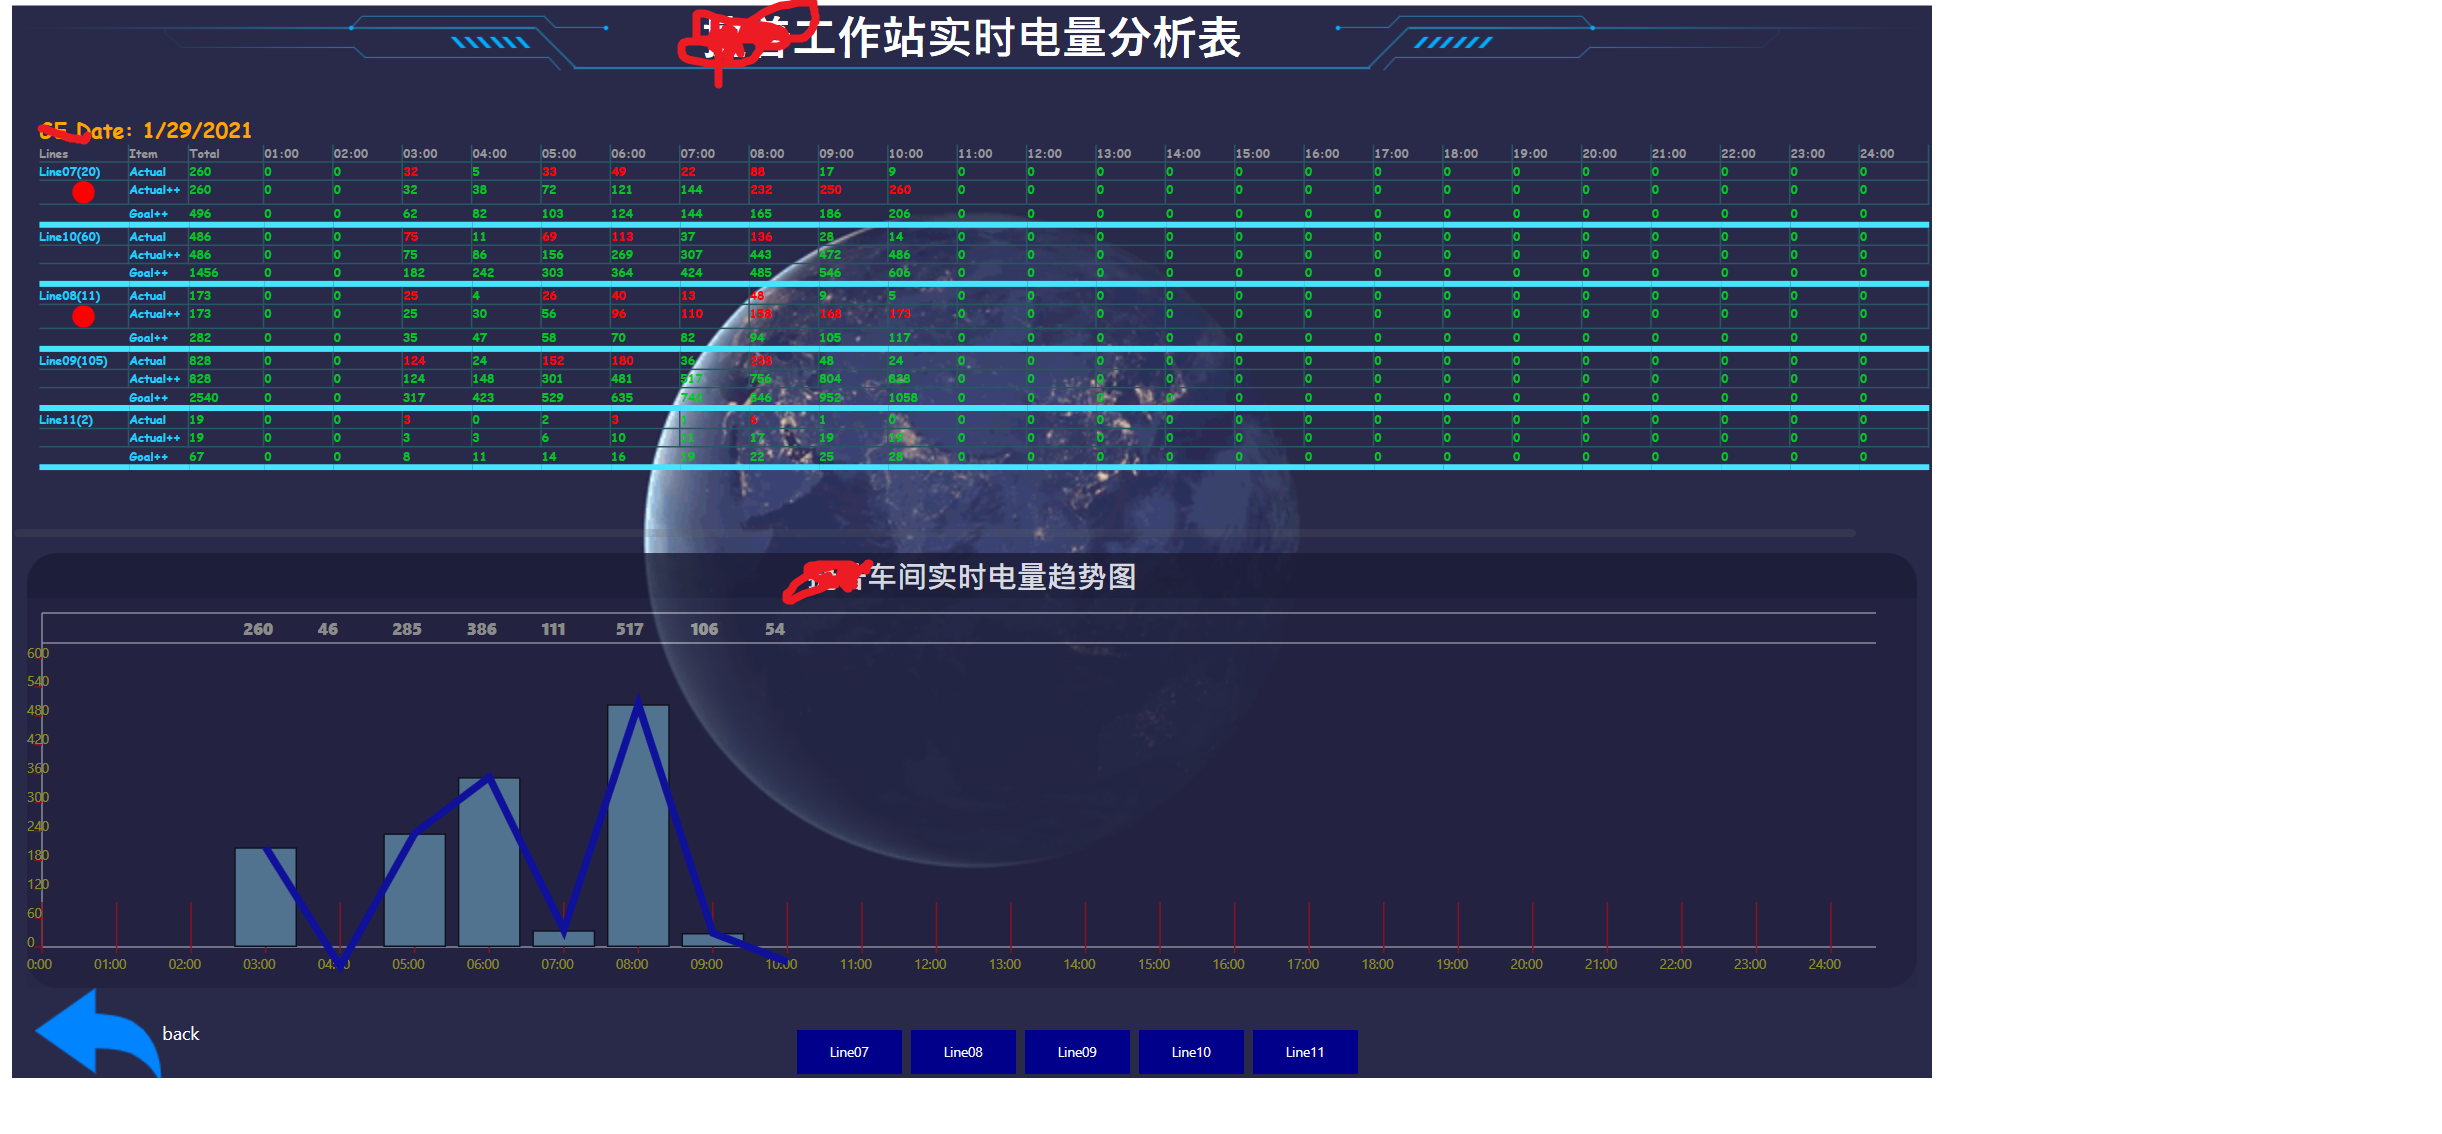 工作站实时电量分析表
Date: 1/29/2021
Lines Item Total 01:00 02:00 03:00 04:00 05:00 06:00 07:00 08:00 09:00 10:00 11:00 12:00 13:00 14:00 15:00 16:00 17:00 18:00 19:00 20:00 21:00 22:00 23:00 24:00
Line07(20) Actual 260 0 0 32 5 33 49 22 88 17 9 0 0 0 0 0 0 0 0 0 0 0 0 0 0
Actual++ 260 0 0 32 38 72 121 144 232 250 260 0 0 0 0 0 0 0 0 0 0 0 0 0 0
Goal++ 496 0 0 62 82 103 124 144 165 186 206 0 0 0 0 0 0 0 0 0 0 0 0 0 0
Line10(60) Actual 486 0 0 75 11 69 113 37 136 28 14 0 0 0 0 0 0 0 0 0 0 0 0 0 0
Actual++ 486 0 0 75 86 156 269 307 443 472 486 0 0 0 0 0 0 0 0 0 0 0 0 0 0
Goal++ 1456 0 0 182 242 303 364 424 485 546 606 0 0 0 0 0 0 0 0 0 0 0 0 0 0
Line08(11) Actual 173 0 0 25 4 26 40 13 48 9 5 0 0 0 0 0 0 0 0 0 0 0 0 0 0
Actual++ 173 0 0 25 30 56 96 110 158 168 173 0 0 0 0 0 0 0 0 0 0 0 0 0 0
Goal++ 282 0 0 35 47 58 70 82 94 105 117 0 0 0 0 0 0 0 0 0 0 0 0 0 0
Line09(105) Actual 828 0 0 124 24 152 180 36 48 24 0 0 0 0 0 0 0 0 0 0 0 0 0 0
Actual++ 828 0 0 124 148 301 481 517 756 804 828 0 0 0 0 0 0 0 0 0 0 0 0 0 0
Goal++ 2540 0 0 317 423 529 635 846 952 1058 0 0 0 0 0 0 0 0 0 0 0 0 0 0
Line11(2) Actual 19 0 0 3 0 2 3 1 6 1 0 0 0 0 0 0 0 0 0 0 0 0 0 0 0
Actual++ 19 0 0 3 3 6 10 11 17 19 19 0 0 0 0 0 0 0 0 0 0 0 0 0 0
Goal++ 67 0 0 8 11 14 16 19 22 25 28 0 0 0 0 0 0 0 0 0 0 0 0 0 0
车间实时电量趋势图
260 46 285 386 111 517 106 54
600
540
480
420
360
300
240
180
120
60
0
0:00 01:00 02:00 03:00 04:00 05:00 06:00 07:00 08:00 09:00 10:00 11:00 12:00 13:00 14:00 15:00 16:00 17:00 18:00 19:00 20:00 21:00 22:00 23:00 24:00
back
Line07 Line08 Line09 Line10 Line11